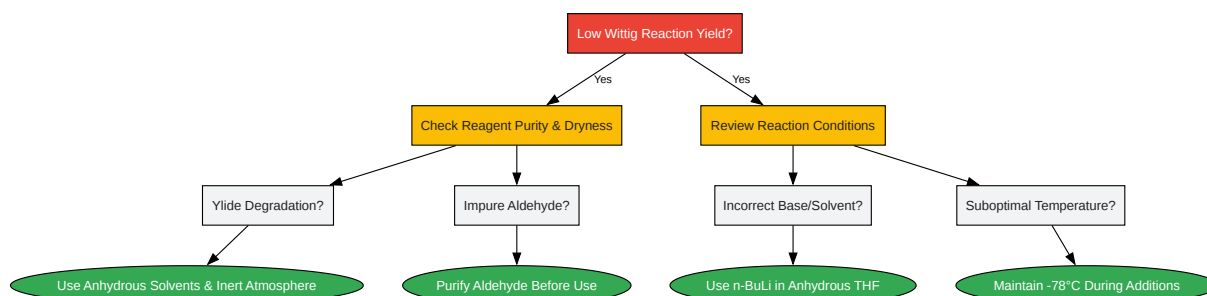 Low Wittig Reaction Yield?
Yes
Yes
Check Reagent Purity & Dryness
Review Reaction Conditions
Ylide Degradation?
Impure Aldehyde?
Incorrect Base/Solvent?
Suboptimal Temperature?
Use Anhydrous Solvents & Inert Atmosphere
Purify Aldehyde Before Use
Use n-BuLi in Anhydrous THF
Maintain -78°C During Additions